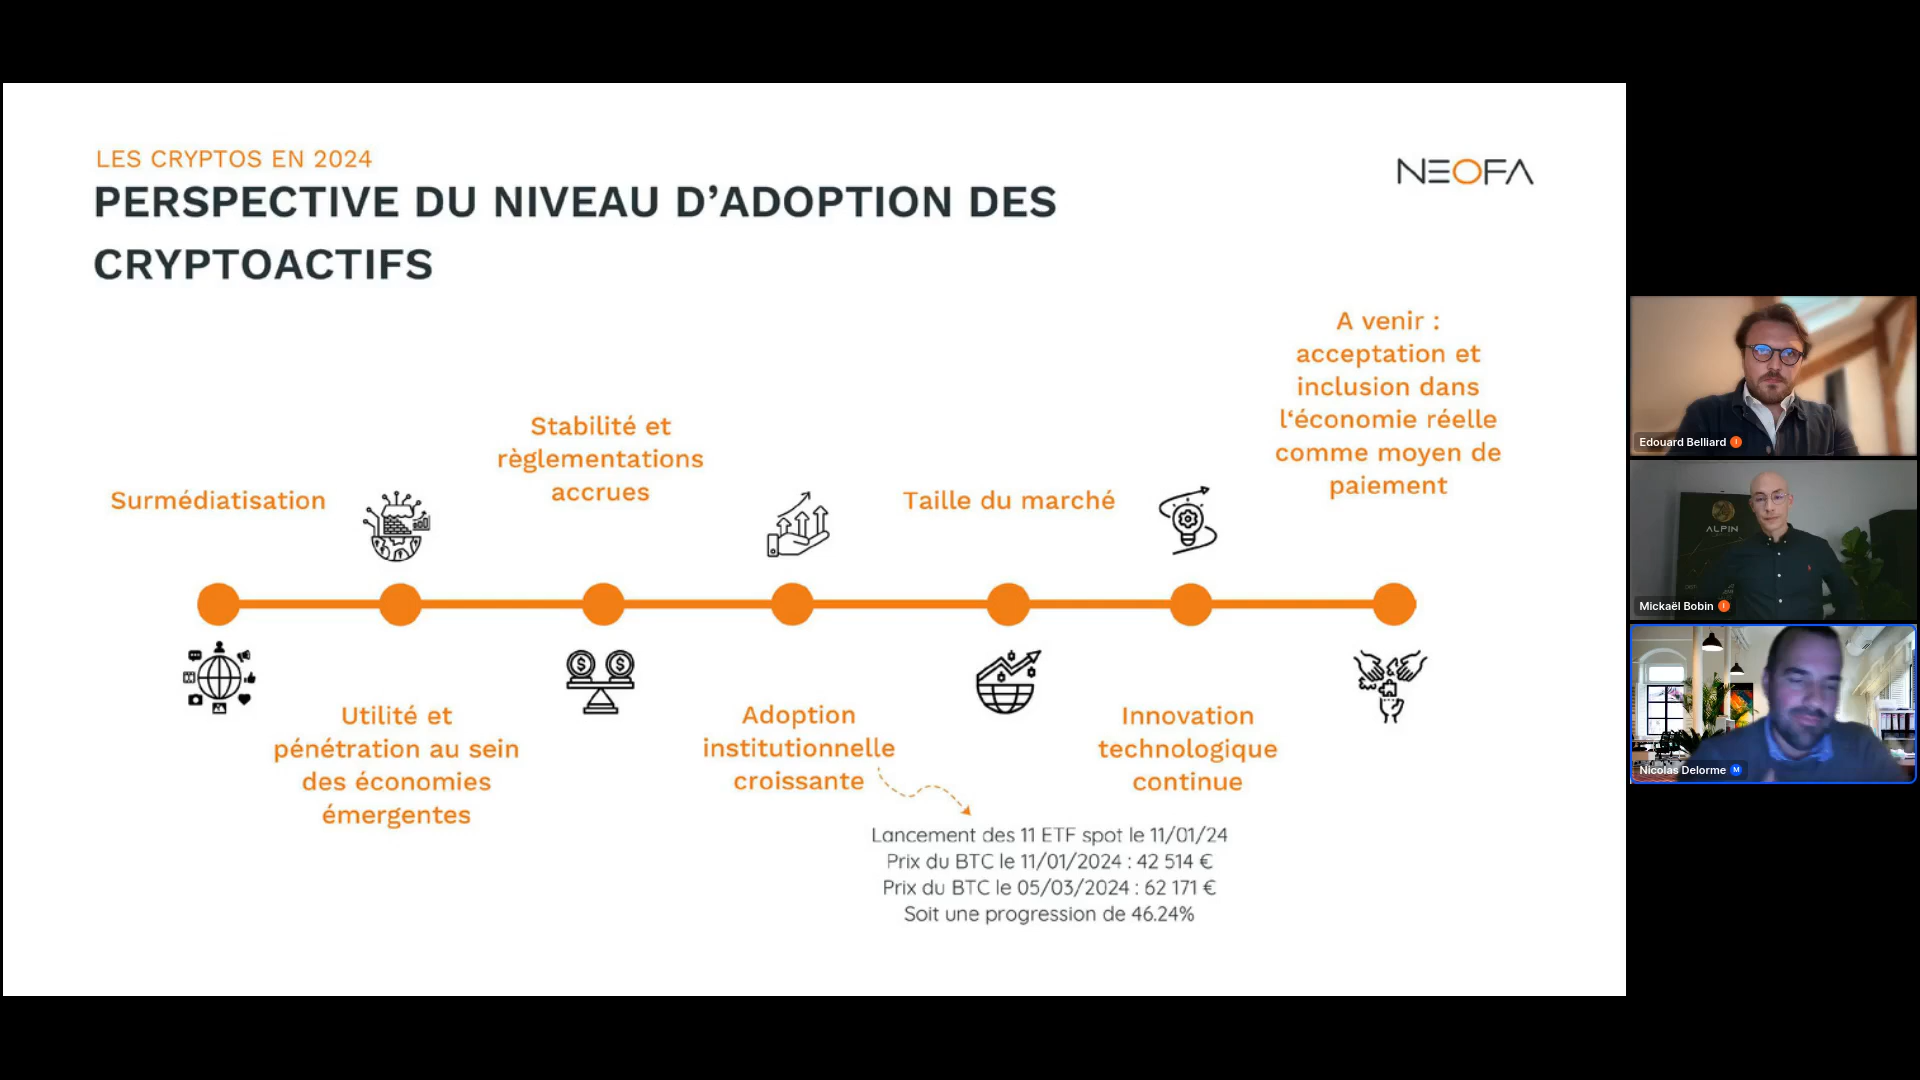 LES CRYPTOS EN 2024
PERSPECTIVE DU NIVEAU D’ADOPTION DES
CRYPTOACTIFS
NEOFA
Surmédiatisation
Utilité et
pénétration au sein
des économies
émergentes
Stabilité et
règlementations
accrues
Adoption
institutionnelle
croissante
Lancement des 11 ETF spot le 11/01/24
Prix du BTC le 11/01/2024 : 42 514 €
Prix du BTC le 05/03/2024 : 62 171 €
Soit une progression de 46.24%
Taille du marché
Innovation
technologique
continue
A venir :
acceptation et
inclusion dans
l‘économie réelle
comme moyen de
paiement
Edouard Belliard
ALPIN
Mickaël Bobin
Nicolas Delorme
M